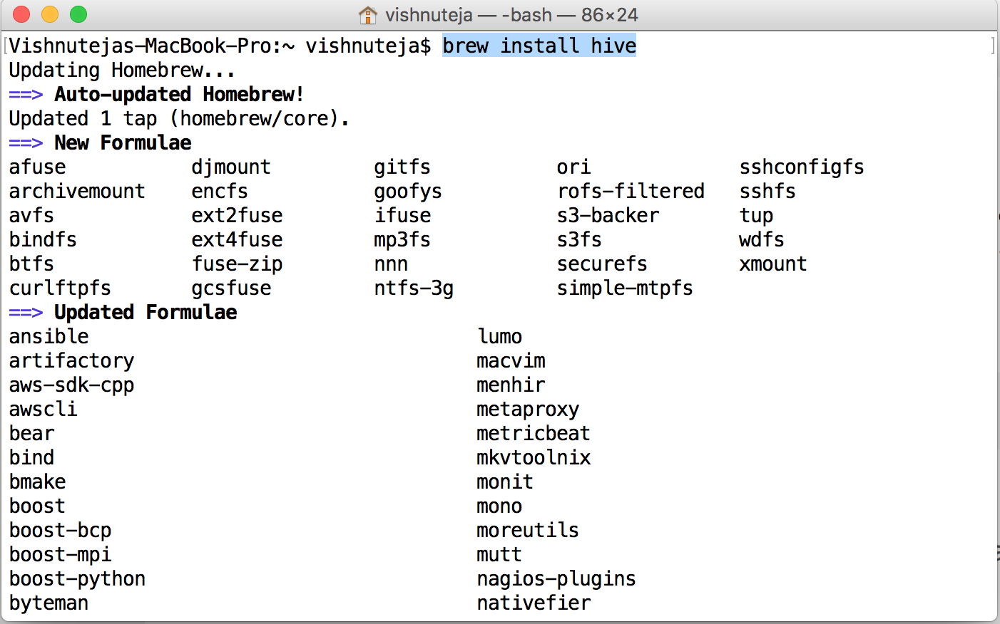 vishnuteja — -bash — 86×24
[Vishnutejas-MacBook-Pro:~ vishnuteja$ brew install hive ]
Updating Homebrew...
==> Auto-updated Homebrew!
Updated 1 tap (homebrew/core).
==> New Formulae
afuse djmount gitfs ori sshconfigfs
archivemount encfs goofys rofs-filtered sshfs
avfs ext2fuse ifuse s3-backer tup
bindfs ext4fuse mp3fs s3fs wdfs
btfs fuse-zip nnn securefs xmount
curlftpfs gcsfuse ntfs-3g simple-mtpfs
==> Updated Formulae
ansible lumo
artifactory macvim
aws-sdk-cpp menhir
awscli metaproxy
bear metricbeat
bind mkvtoolnix
bmake monit
boost mono
boost-bcp moreutils
boost-mpi mutt
boost-python nagios-plugins
byteman nativefier